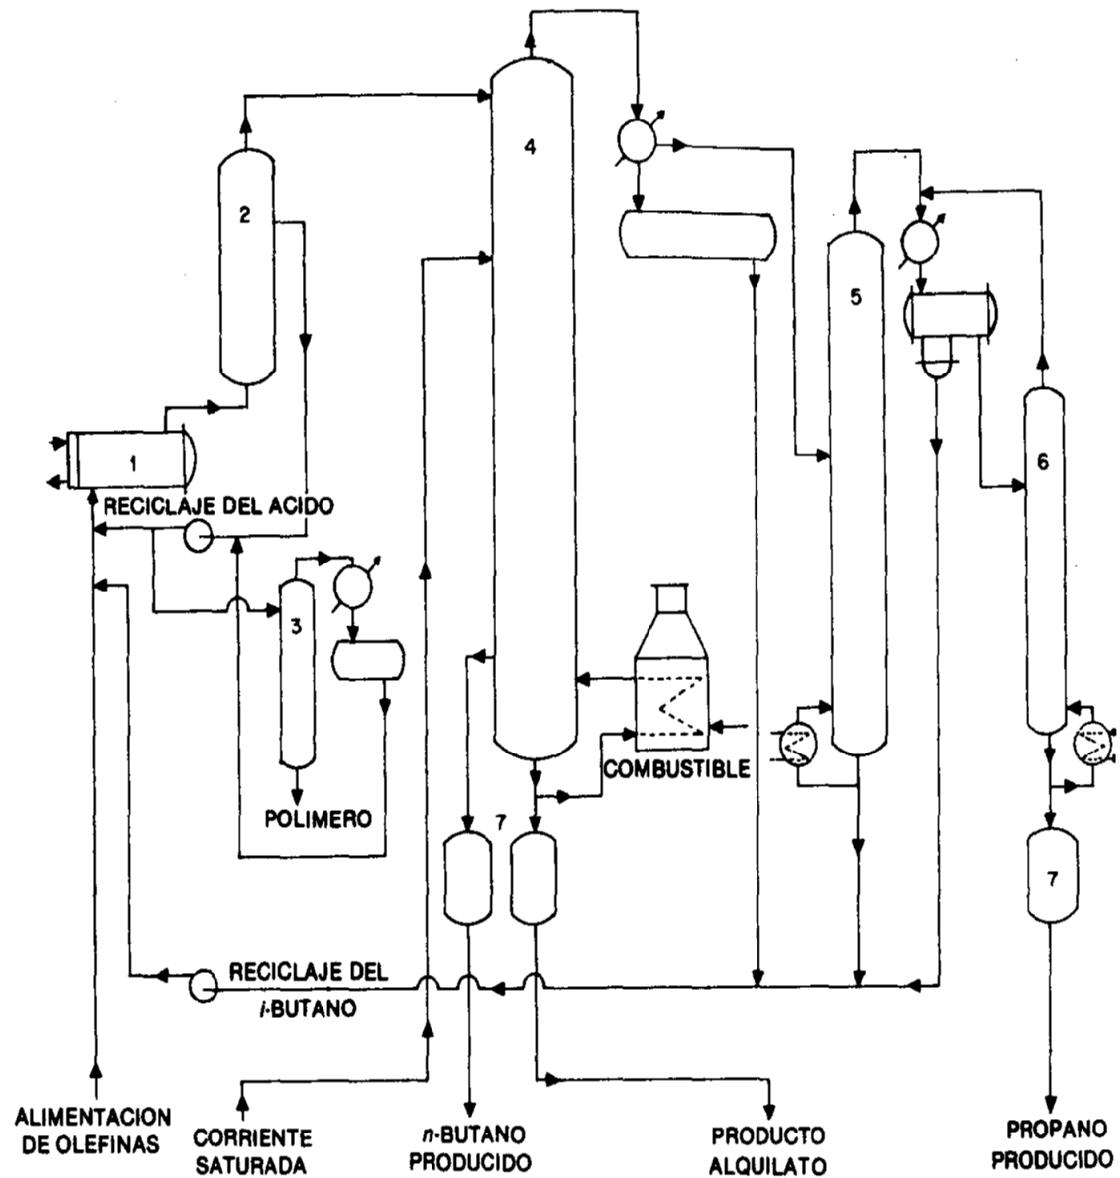 4
2
5
1
6
RECICLAJE DEL ACIDO
3
COMBUSTIBLE
POLIMERO
7
7
RECICLAJE DEL
i-BUTANO
ALIMENTACION
DE OLEFINAS
CORRIENTE
SATURADA
n-BUTANO
PRODUCIDO
PRODUCTO
ALQUILATO
PROPANO
PRODUCIDO